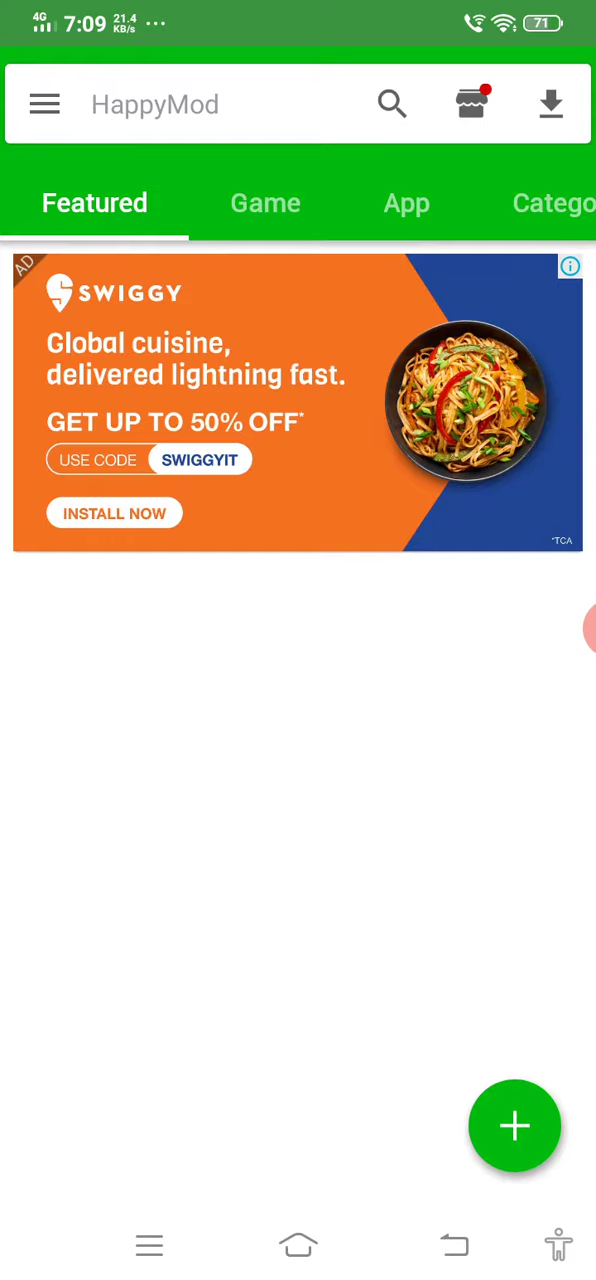 4G 7:09 21.4 KB/s ... 71
HappyMod
Featured Game App Catego
AD
SWIGGY
Global cuisine,
delivered lightning fast.
GET UP TO 50% OFF*
USE CODE SWIGGYIT
INSTALL NOW
*TCA